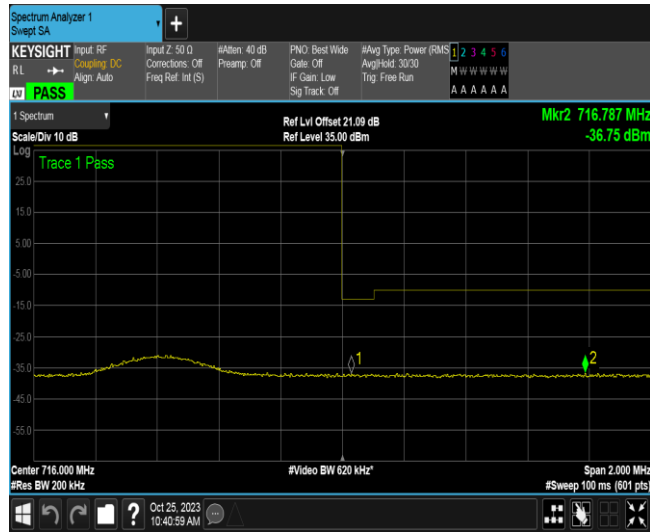 Spectrum Analyzer 1
Swept SA
+
KEYSIGHT
RL
LXI PASS
Input: RF
Coupling: DC
Align: Auto
Input Z: 50 Ω
Corrections: Off
Freq Ref: Int (S)
#Atten: 40 dB
Preamp: Off
PNO: Best Wide
Gate: Off
IF Gain: Low
Sig Track: Off
#Avg Type: Power (RMS
Avg|Hold: 30/30
Trig: Free Run
1 2 3 4 5 6
M W W W W W
A A A A A A
1 Spectrum
Scale/Div 10 dB
Ref Lvl Offset 21.09 dB
Ref Level 35.00 dBm
Mkr2 716.787 MHz
-36.75 dBm
Log
Trace 1 Pass
25.0
15.0
5.00
-5.00
-15.0
-25.0
-35.0
-45.0
-55.0
1
2
Center 716.000 MHz
#Res BW 200 kHz
#Video BW 620 kHz*
Span 2.000 MHz
#Sweep 100 ms (601 pts)
?
Oct 25, 2023
10:40:59 AM